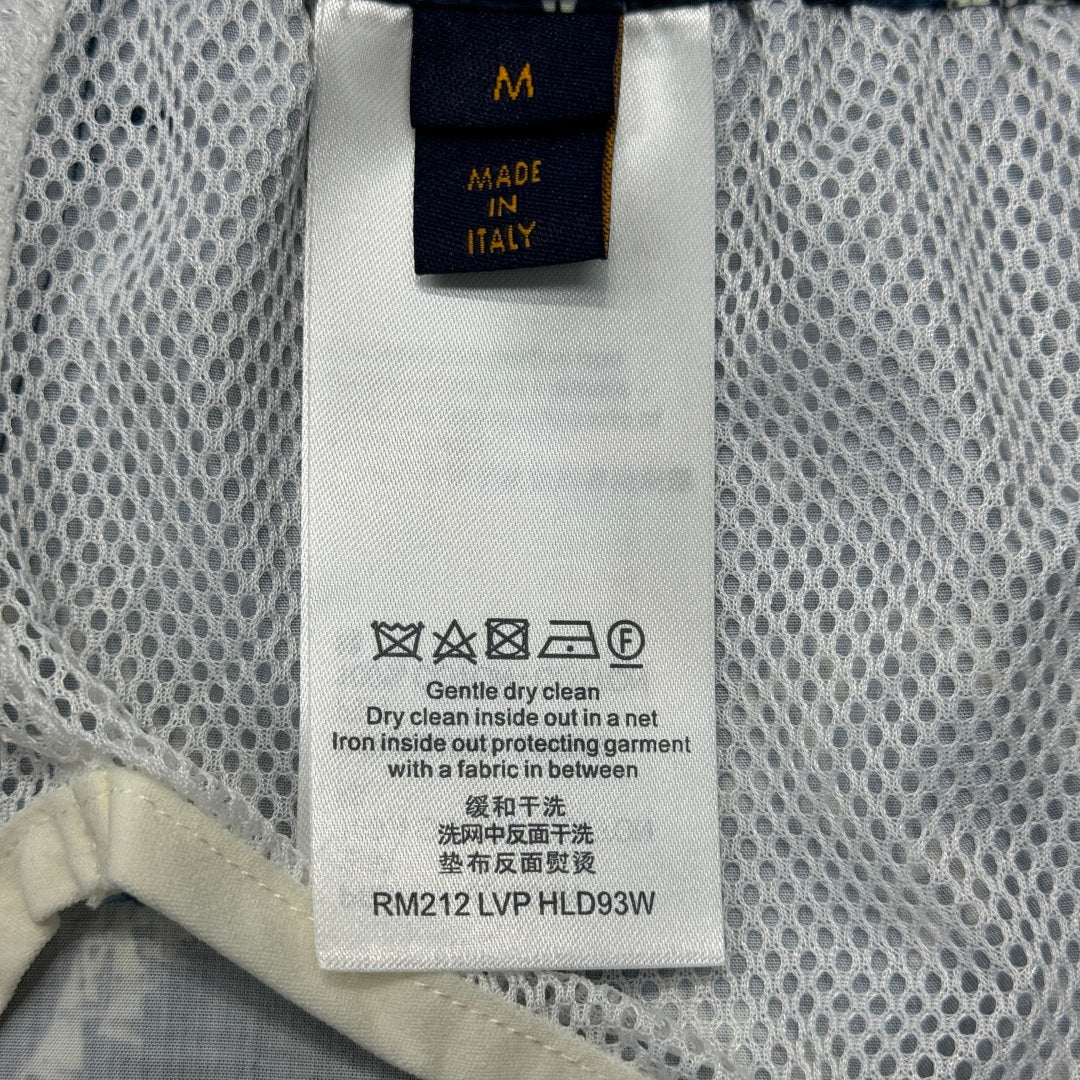 M
MADE
IN
ITALY
F
Gentle dry clean
Dry clean inside out in a net
Iron inside out protecting garment
with a fabric in between
缓和干洗
洗网中反面干洗
垫布反面熨烫
RM212 LVP HLD93W